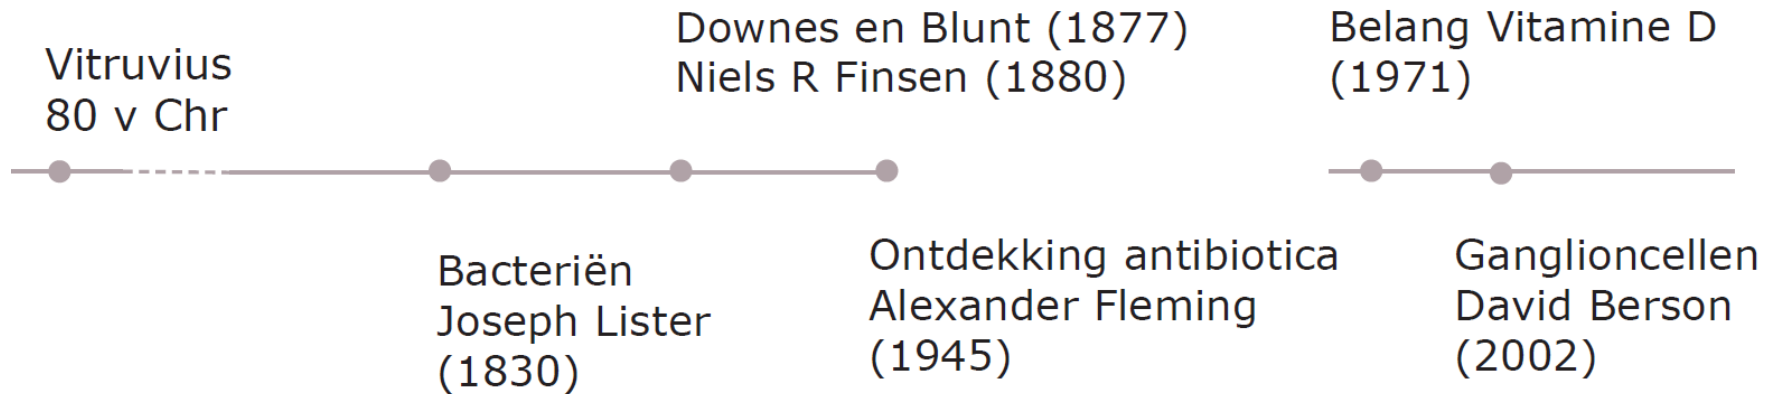 Vitruvius
80 v Chr
Bacteriën
Joseph Lister
(1830)
Downes en Blunt (1877)
Niels R Finsen (1880)
Ontdekking antibiotica
Alexander Fleming
(1945)
Belang Vitamine D
(1971)
Ganglioncellen
David Berson
(2002)